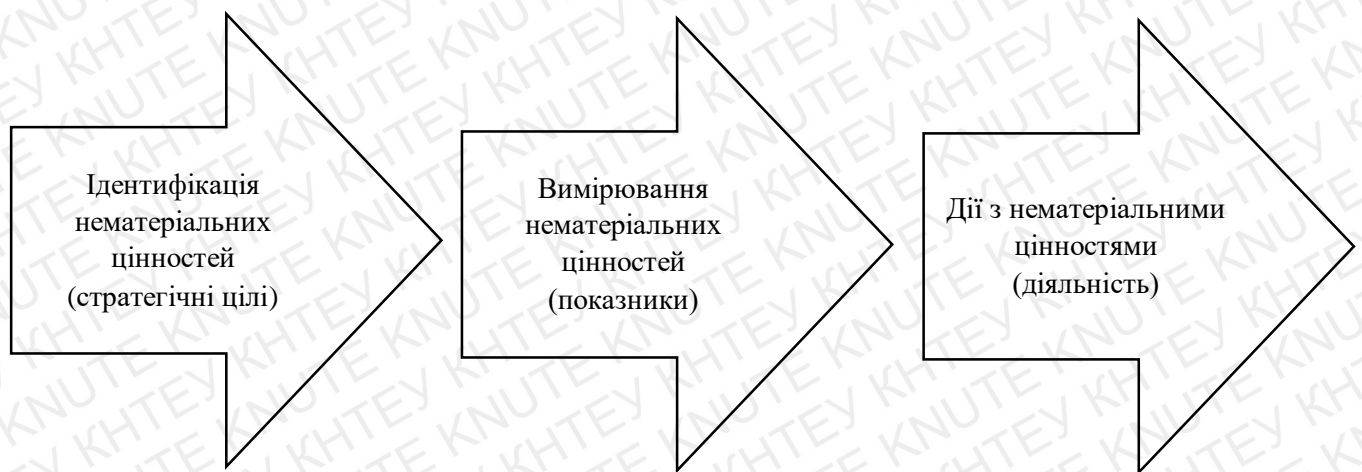 Ідентифікація
нематеріальних
цінностей
(стратегічні цілі)
Вимірювання
нематеріальних
цінностей
(показники)
Дії з нематеріальними
цінностями
(діяльність)